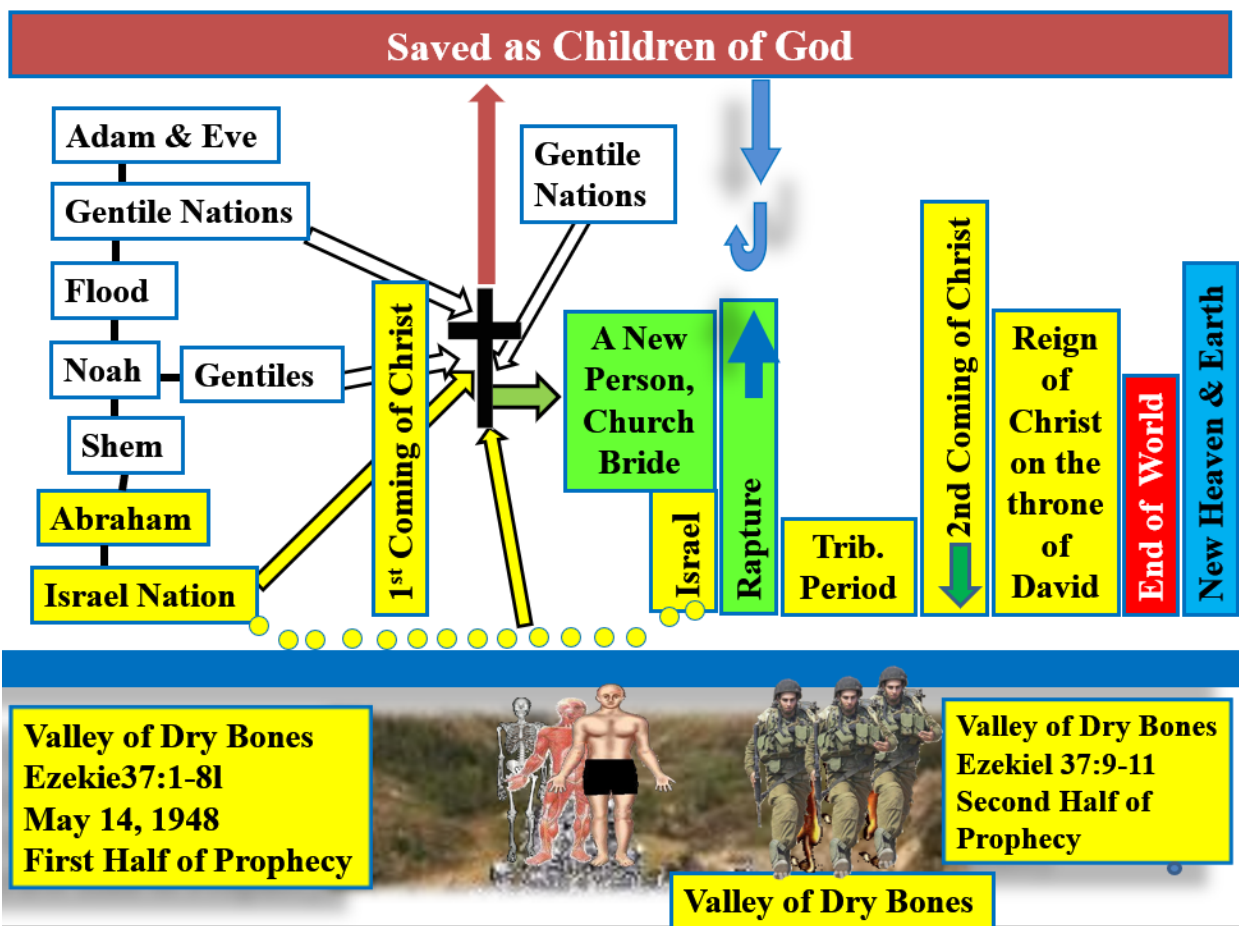 Saved as Children of God
Adam & Eve
Gentile Nations
Flood
Noah
Gentiles
Shem
Abraham
Israel Nation
1st Coming of Christ
Gentile
Nations
A New
Person,
Church
Bride
Israel
Rapture
Trib.
Period
2nd Coming of Christ
Reign
of
Christ
on the
throne
of
David
End of World
New Heaven & Earth
Valley of Dry Bones
Ezekie37:1-8l
May 14, 1948
First Half of Prophecy
Valley of Dry Bones
Valley of Dry Bones
Ezekiel 37:9-11
Second Half of
Prophecy